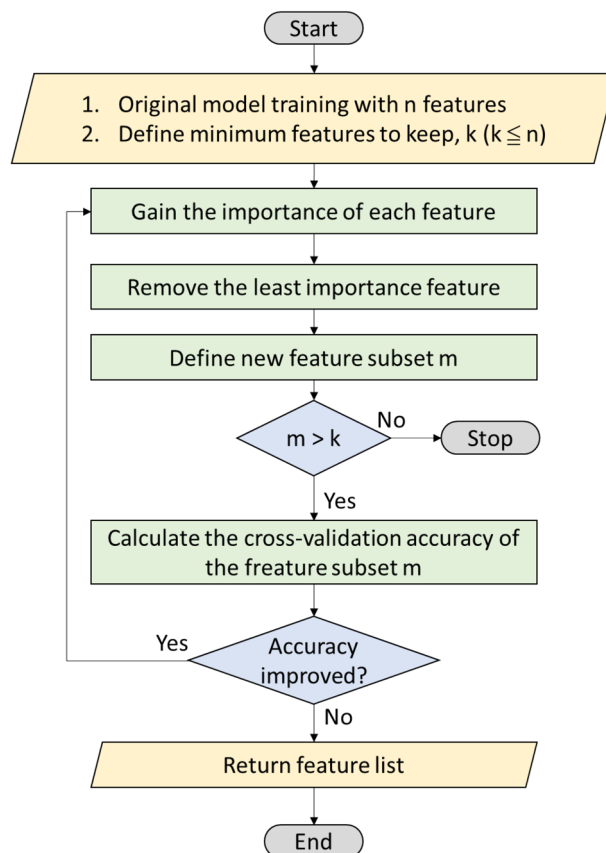 Start
1. Original model training with n features
2. Define minimum features to keep, k (k ≦ n)
Gain the importance of each feature
Remove the least importance feature
Define new feature subset m
m > k
No
Stop
Yes
Calculate the cross-validation accuracy of
the freature subset m
Yes
Accuracy
improved?
No
Return feature list
End